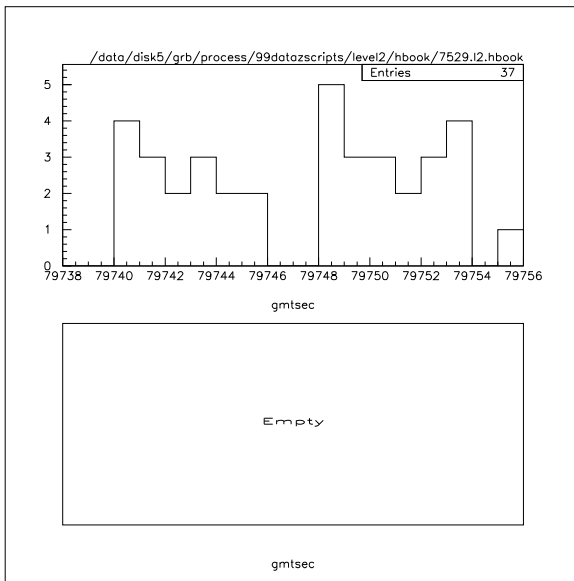 /data/disk5/grb/process/99datazscripts/level2/hbook/7529.l2.hbook
Entries 37
5
4
3
2
1
0
79738 79740 79742 79744 79746 79748 79750 79752 79754 79756
gmtsec
Empty
gmtsec